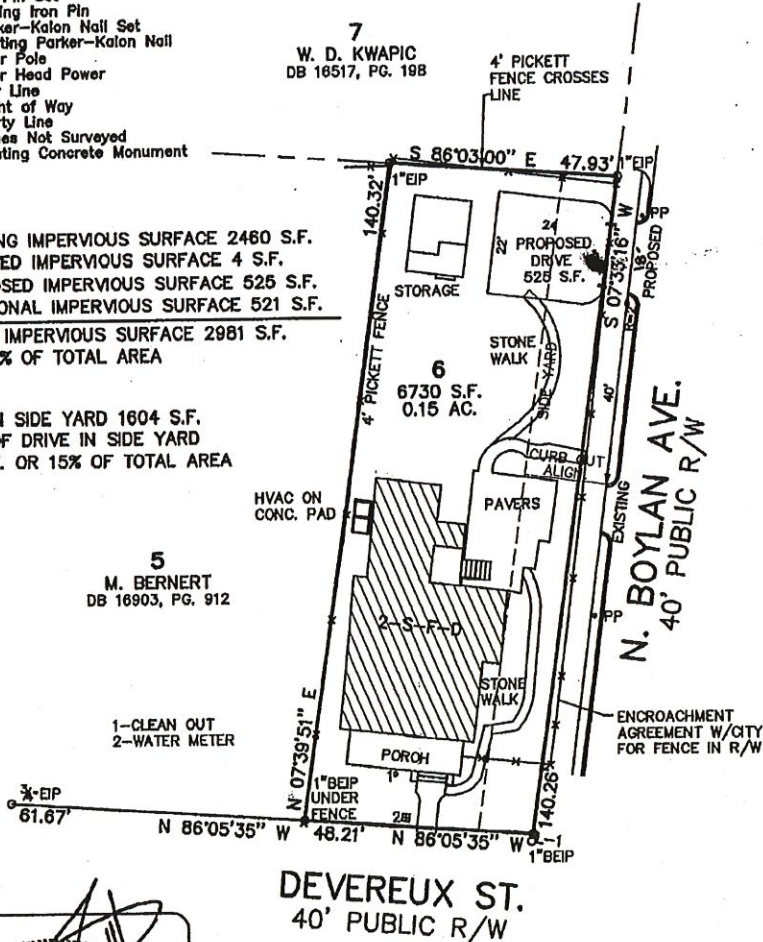 ing Iron Pin
ker-Kalon Nail Set
ting Parker-Kalon Nail
r Pole
r Head Power
r Line
ht of Way
rty Line
es Not Surveyed
ting Concrete Monument
7
W. D. KWAPIC
DB 16517, PG. 198
4' PICKETT
FENCE CROSSES
LINE
S 86°03'00" E
47.93'
1"EIP
1"EIP
140.32'
NG IMPERVIOUS SURFACE 2460 S.F.
ED IMPERVIOUS SURFACE 4 S.F.
SED IMPERVIOUS SURFACE 525 S.F.
ONAL IMPERVIOUS SURFACE 521 S.F.
IMPERVIOUS SURFACE 2981 S.F.
% OF TOTAL AREA
SIDE YARD 1604 S.F.
F DRIVE IN SIDE YARD
. OR 15% OF TOTAL AREA
STORAGE
24
22'
PROPOSED
DRIVE
525 S.F.
S 07°33'16" W
PP
18'
PROPOSED
4' PICKETT FENCE
STONE
WALK
SIDE YARD
6
6730 S.F.
0.15 AC.
40'
CURB CUT
ALIGN
HVAC ON
CONC. PAD
PAVERS
EXISTING
N. BOYLAN AVE.
40' PUBLIC R/W
5
M. BERNERT
DB 16903, PG. 912
2-S-F-D
PP
STONE
WALK
ENCROACHMENT
AGREEMENT W/CITY
FOR FENCE IN R/W
1-CLEAN OUT
2-WATER METER
N 07°39'51" E
PORCH
1"BEIP
UNDER
FENCE
140.26'
¾-EIP
61.67'
N 86°05'35" W
48.21'
N 86°05'35" W
1"BEIP
DEVEREUX ST.
40' PUBLIC R/W